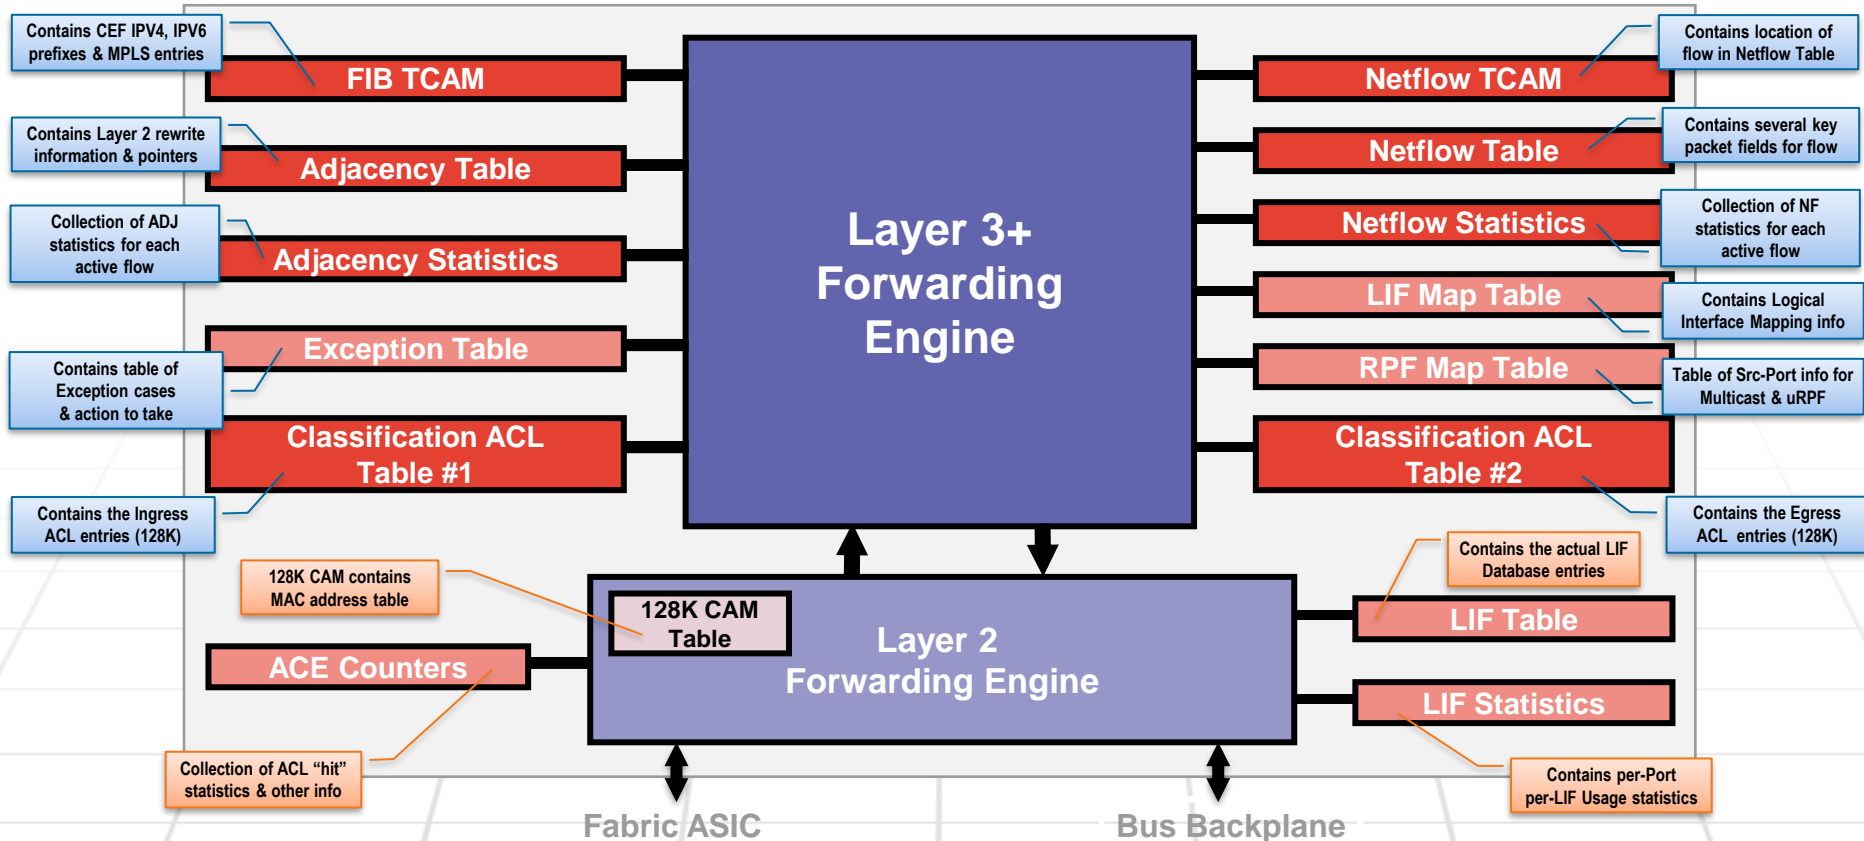 Contains CEF IPV4, IPV6
prefixes & MPLS entries
FIB TCAM
Contains Layer 2 rewrite
information & pointers
Adjacency Table
Collection of ADJ
statistics for each
active flow
Adjacency Statistics
Exception Table
Contains table of
Exception cases
& action to take
Classification ACL
Table #1
Contains the Ingress
ACL entries (128K)
Layer 3+
Forwarding
Engine
Contains location of
flow in Netflow Table
Netflow TCAM
Contains several key
packet fields for flow
Netflow Table
Collection of NF
statistics for each
active flow
Netflow Statistics
LIF Map Table
Contains Logical
Interface Mapping info
RPF Map Table
Table of Src-Port info for
Multicast & uRPF
Classification ACL
Table #2
Contains the Egress
ACL entries (128K)
128K CAM contains
MAC address table
128K CAM
Table
Layer 2
Forwarding Engine
Contains the actual LIF
Database entries
LIF Table
ACE Counters
LIF Statistics
Collection of ACL “hit”
statistics & other info
Contains per-Port
per-LIF Usage statistics
Fabric ASIC
Bus Backplane